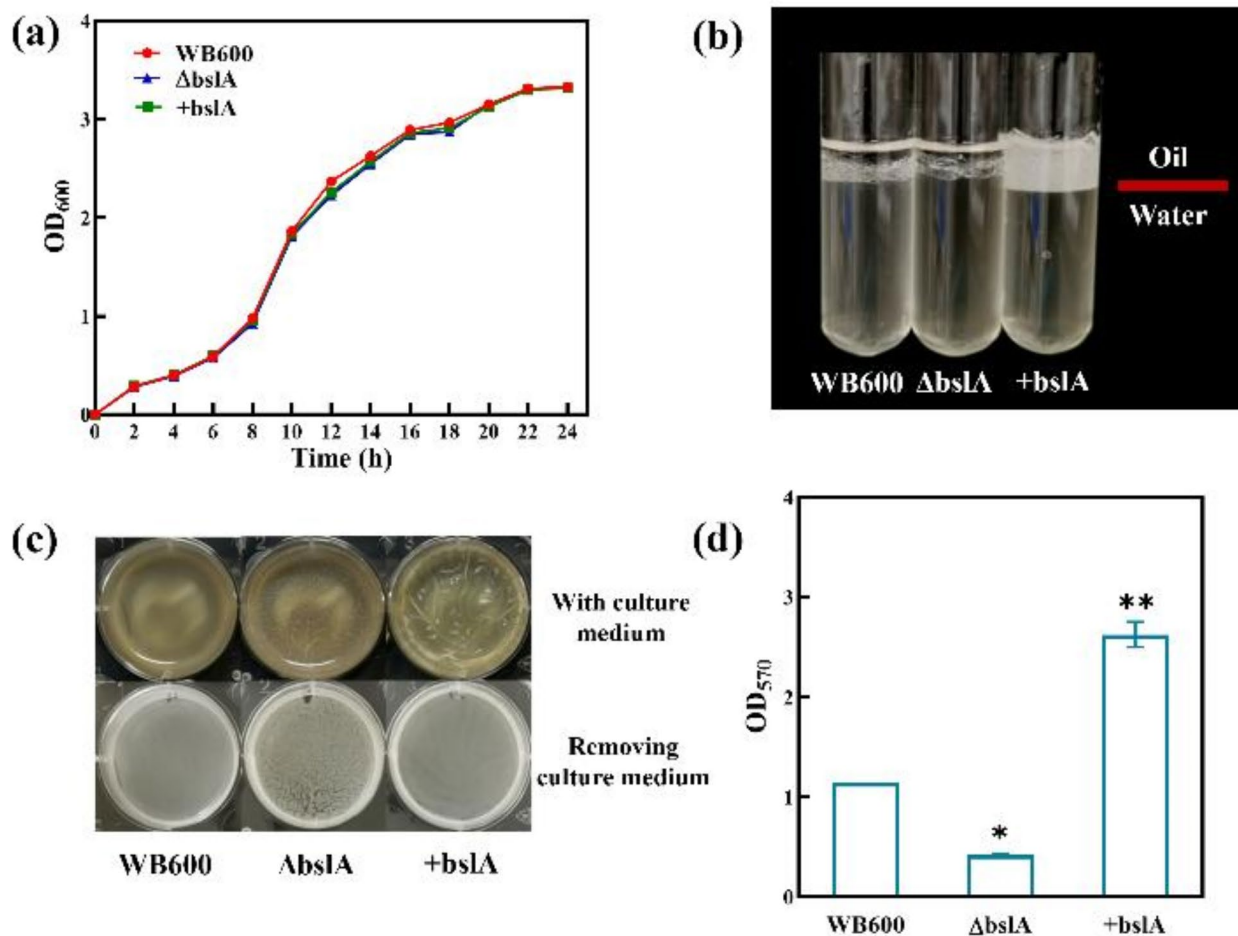 (a)
4
3
2
1
0
OD600
WB600
ΔbslA
+bslA
0 2 4 6 8 10 12 14 16 18 20 22 24
Time (h)
(b)
Oil
Water
WB600 ΔbslA +bslA
(c)
With culture
medium
Removing
culture medium
WB600 ΔbslA +bslA
(d)
4
3
2
1
0
OD570
*
**
WB600 ΔbslA +bslA